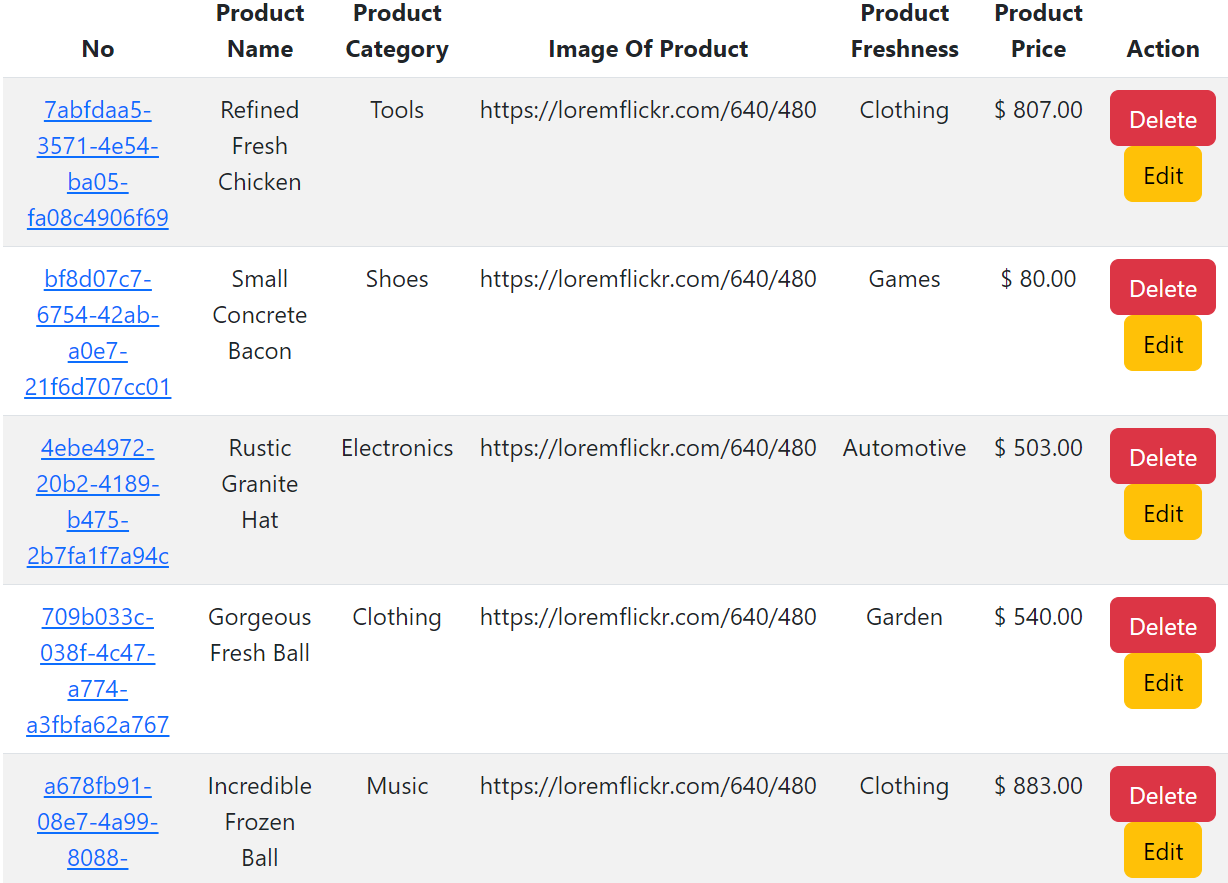 No
Product Name
Product Category
Image Of Product
Product Freshness
Product Price
Action
7abfdaa5-
3571-4e54-
ba05-
fa08c4906f69
Refined
Fresh
Chicken
Tools
https://loremflickr.com/640/480
Clothing
$ 807.00
Delete
Edit
bf8d07c7-
6754-42ab-
a0e7-
21f6d707cc01
Small
Concrete
Bacon
Shoes
https://loremflickr.com/640/480
Games
$ 80.00
Delete
Edit
4ebe4972-
20b2-4189-
b475-
2b7fa1f7a94c
Rustic
Granite
Hat
Electronics
https://loremflickr.com/640/480
Automotive
$ 503.00
Delete
Edit
709b033c-
038f-4c47-
a774-
a3fbfa62a767
Gorgeous
Fresh Ball
Clothing
https://loremflickr.com/640/480
Garden
$ 540.00
Delete
Edit
a678fb91-
08e7-4a99-
8088-
Incredible
Frozen
Ball
Music
https://loremflickr.com/640/480
Clothing
$ 883.00
Delete
Edit